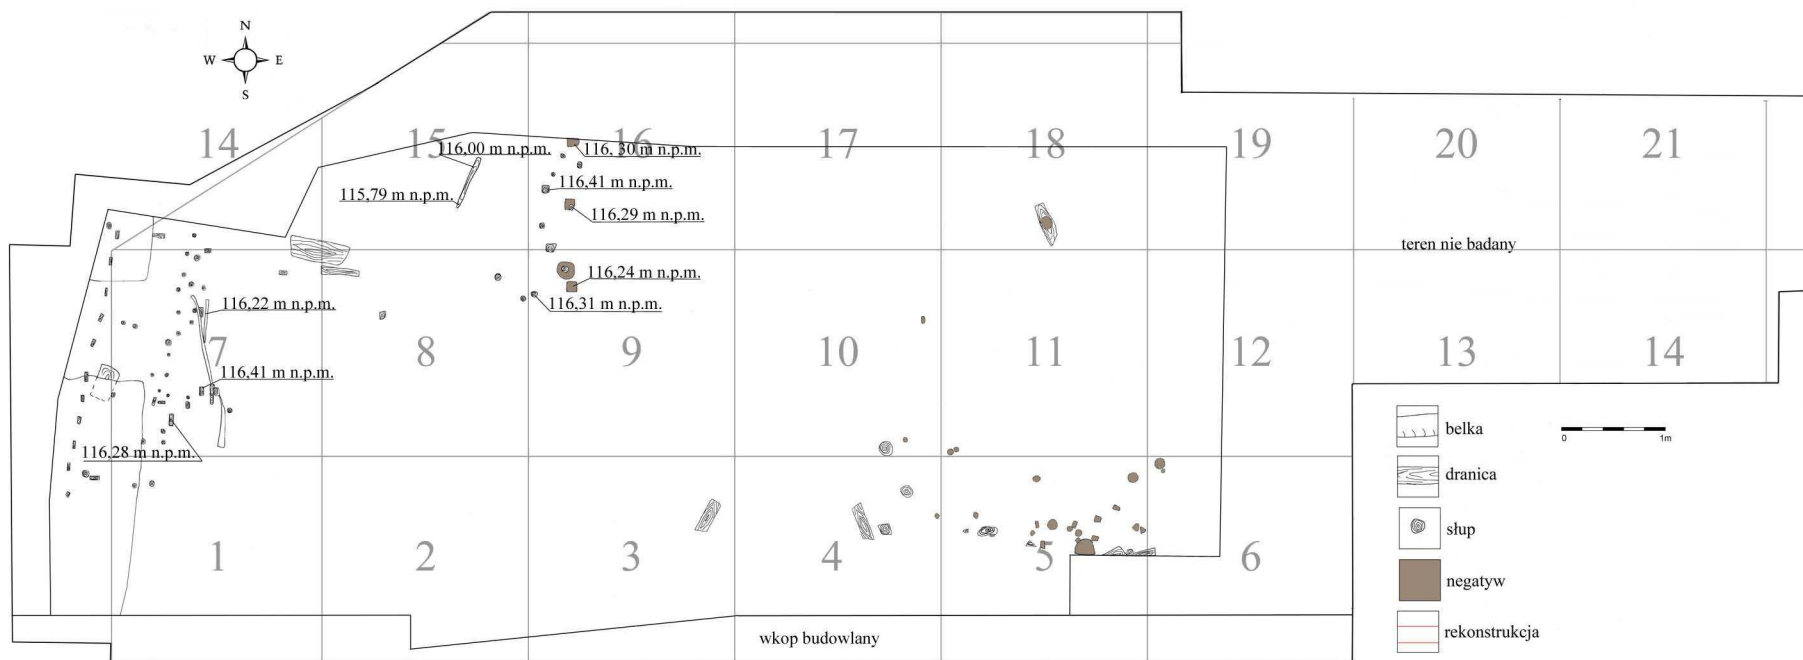 N
W E
S
14
15
16
17
18
19
20
21
116,00 m n.p.m.
116, 30 m n.p.m.
115,79 m n.p.m.
116,41 m n.p.m.
116,29 m n.p.m.
teren nie badany
116,24 m n.p.m.
116,22 m n.p.m.
116,31 m n.p.m.
7
8
9
10
11
12
13
14
116,41 m n.p.m.
116,28 m n.p.m.
belka
0 1m
dranica
słup
1
2
3
4
5
6
negatyw
rekonstrukcja
wkop budowlany